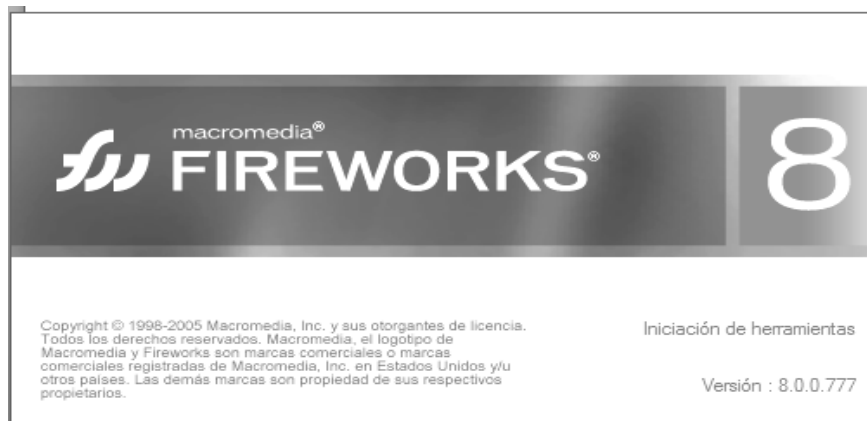 macromedia®
fw FIREWORKS®
8
Copyright © 1998-2005 Macromedia, Inc. y sus otorgantes de licencia.
Todos los derechos reservados. Macromedia, el logotipo de
Macromedia y Fireworks son marcas comerciales o marcas
comerciales registradas de Macromedia, Inc. en Estados Unidos y/u
otros países. Las demás marcas son propiedad de sus respectivos
propietarios.
Iniciación de herramientas
Versión : 8.0.0.777